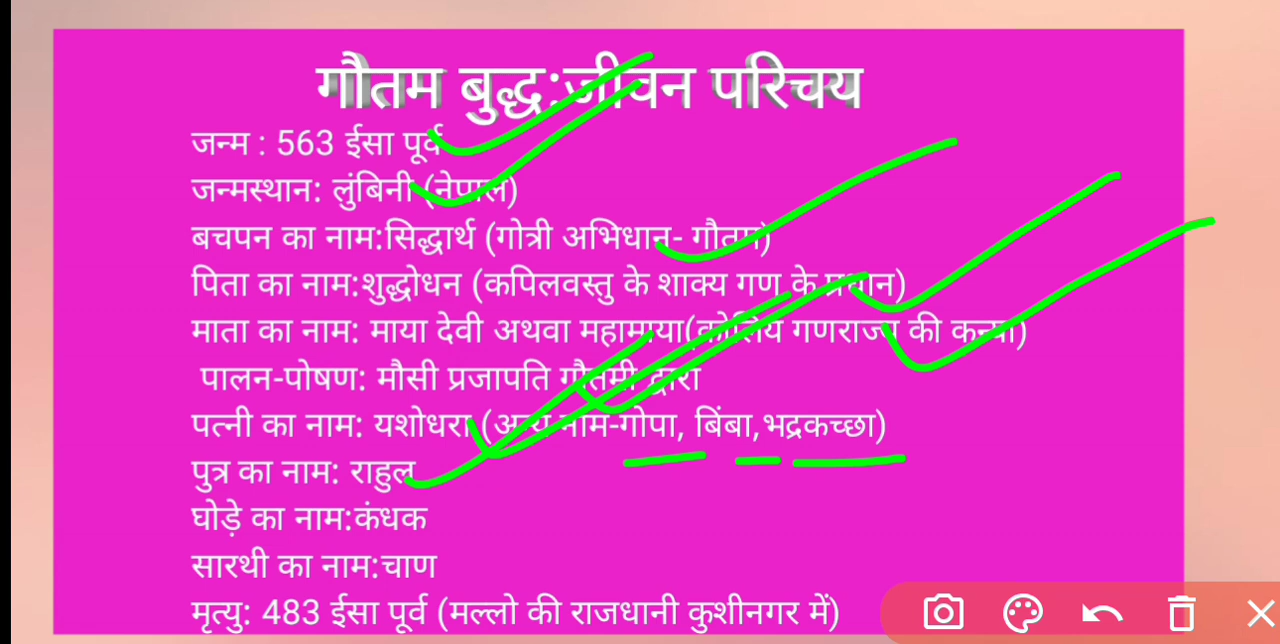 गौतम बुद्ध:जीवन परिचय
जन्म : 563 ईसा पूर्व
जन्मस्थान: लुंबिनी (नेपाल)
बचपन का नाम:सिद्धार्थ (गोत्री अभिधान- गौतम)
पिता का नाम:शुद्धोधन (कपिलवस्तु के शाक्य गण के प्रधान)
माता का नाम: माया देवी अथवा महामाया(कोलिय गणराज्य की कन्या)
पालन-पोषण: मौसी प्रजापति गौतमी द्वारा
पत्नी का नाम: यशोधरा (अन्य नाम-गोपा, बिंबा,भद्रकच्छा)
पुत्र का नाम: राहुल
घोड़े का नाम:कंधक
सारथी का नाम:चाण
मृत्यु: 483 ईसा पूर्व (मल्लो की राजधानी कुशीनगर में)